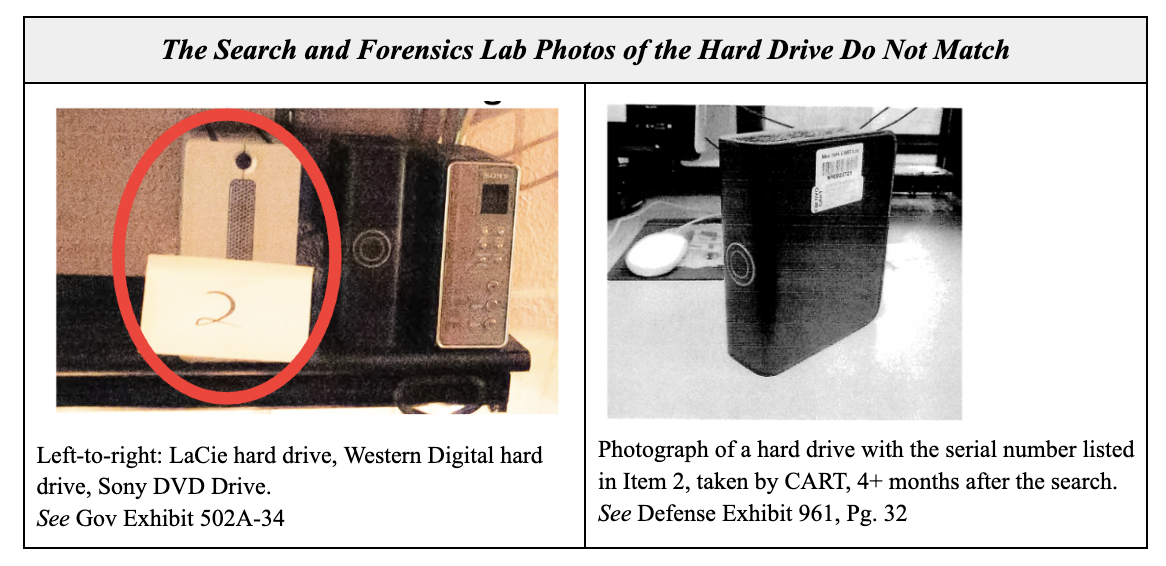 The Search and Forensics Lab Photos of the Hard Drive Do Not Match
SONY
2
Left-to-right: LaCie hard drive, Western Digital hard
drive, Sony DVD Drive.
See Gov Exhibit 502A-34
Photograph of a hard drive with the serial number listed
in Item 2, taken by CART, 4+ months after the search.
See Defense Exhibit 961, Pg. 32